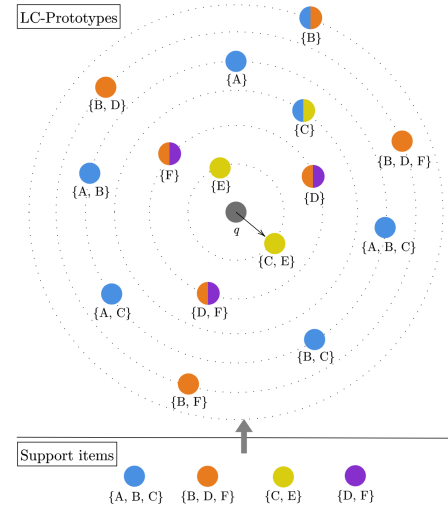 LC-Prototypes
{B}
{A}
{B, D}
{C}
{B, D, F}
{F}
{E}
{D}
{A, B}
q
{A, B, C}
{C, E}
{A, C}
{D, F}
{B, C}
{B, F}
Support items
{A, B, C} {B, D, F} {C, E} {D, F}